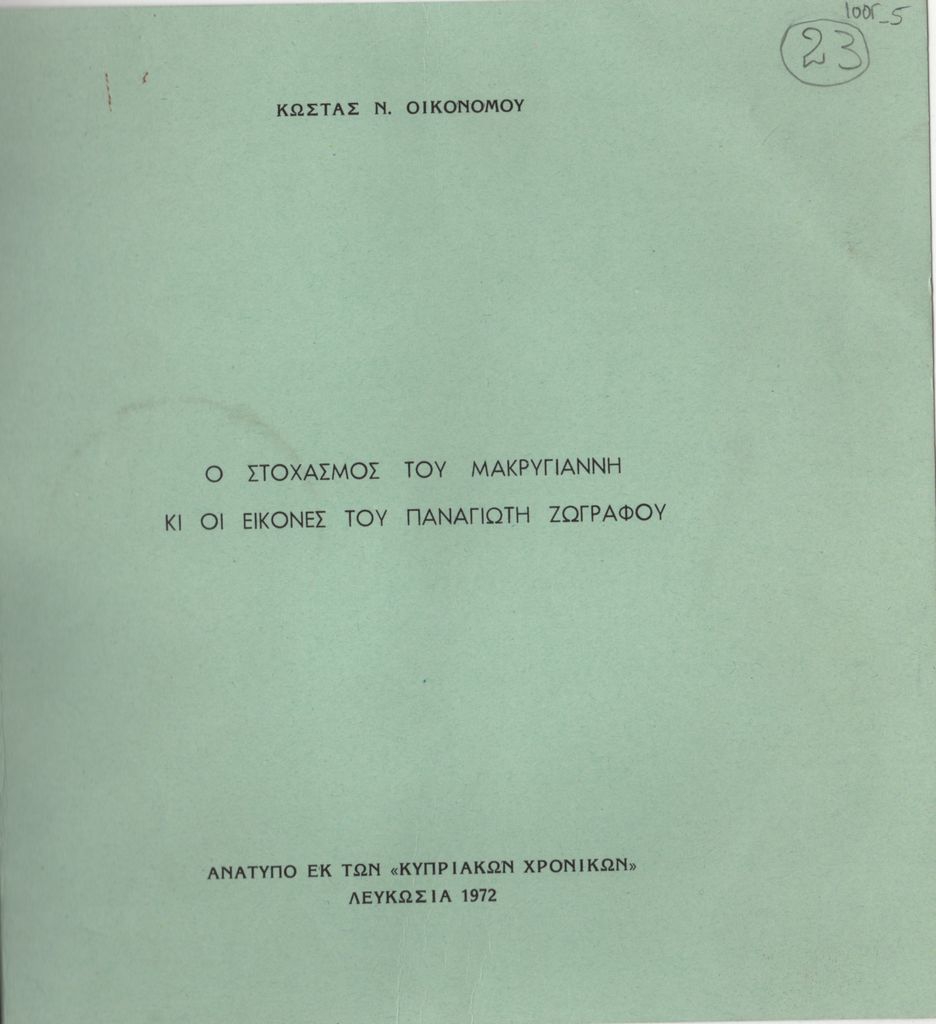 23
ΚΩΣΤΑΣ Ν. ΟΙΚΟΝΟΜΟΥ
Ο ΣΤΟΧΑΣΜΟΣ ΤΟΥ ΜΑΚΡΥΓΙΑΝΝΗ
ΚΙ ΟΙ ΕΙΚΟΝΕΣ ΤΟΥ ΠΑΝΑΓΙΩΤΗ ΖΩΓΡΑΦΟΥ
ΑΝΑΤΥΠΟ ΕΚ ΤΩΝ «ΚΥΠΡΙΑΚΩΝ ΧΡΟΝΙΚΩΝ»
ΛΕΥΚΩΣΙΑ 1972